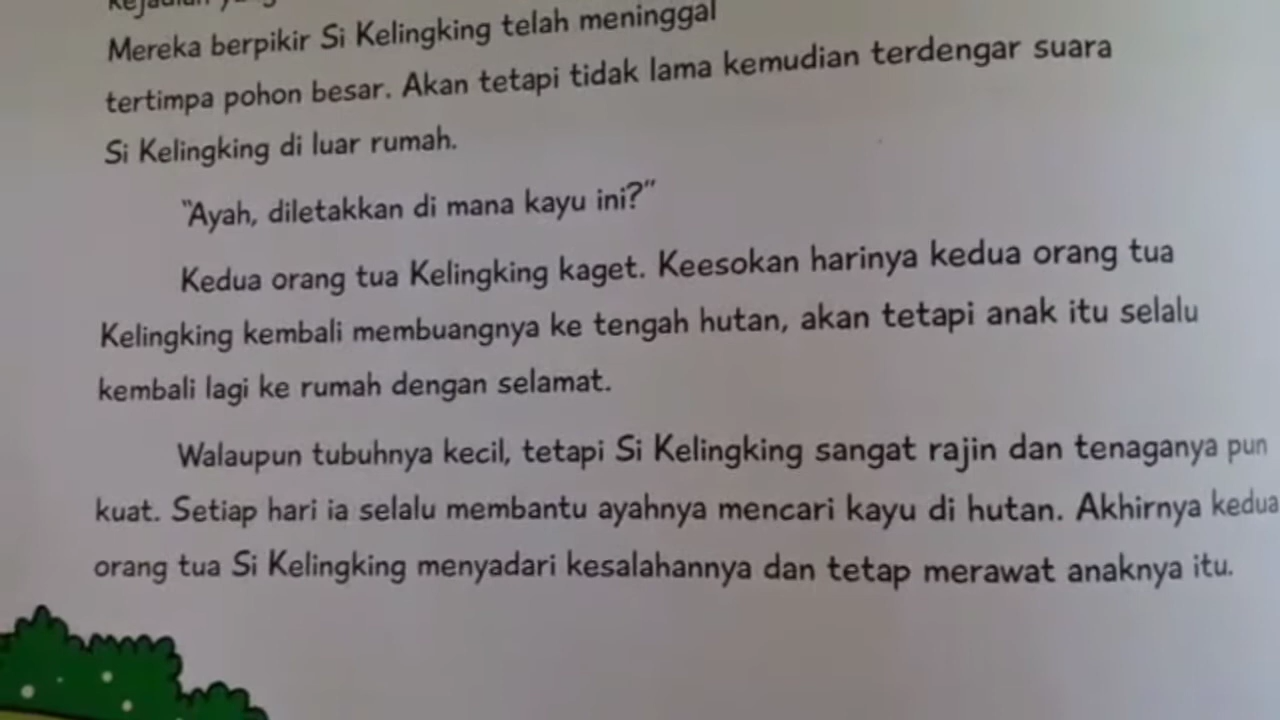 Mereka berpikir Si Kelingking telah meninggal
tertimpa pohon besar. Akan tetapi tidak lama kemudian terdengar suara
Si Kelingking di luar rumah.
"Ayah, diletakkan di mana kayu ini?"
Kedua orang tua Kelingking kaget. Keesokan harinya kedua orang tua
Kelingking kembali membuangnya ke tengah hutan, akan tetapi anak itu selalu
kembali lagi ke rumah dengan selamat.
Walaupun tubuhnya kecil, tetapi Si Kelingking sangat rajin dan tenaganya pun
kuat. Setiap hari ia selalu membantu ayahnya mencari kayu di hutan. Akhirnya kedua
orang tua Si Kelingking menyadari kesalahannya dan tetap merawat anaknya itu.